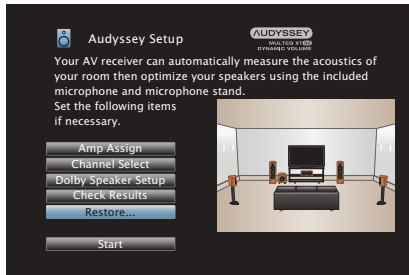 Audyssey Setup
AUDYSSEY
MULTEQ XT32
DYNAMIC VOLUME
Your AV receiver can automatically measure the acoustics of
your room then optimize your speakers using the included
microphone and microphone stand.
Set the following items
if necessary.
Amp Assign
Channel Select
Dolby Speaker Setup
Check Results
Restore...
Start